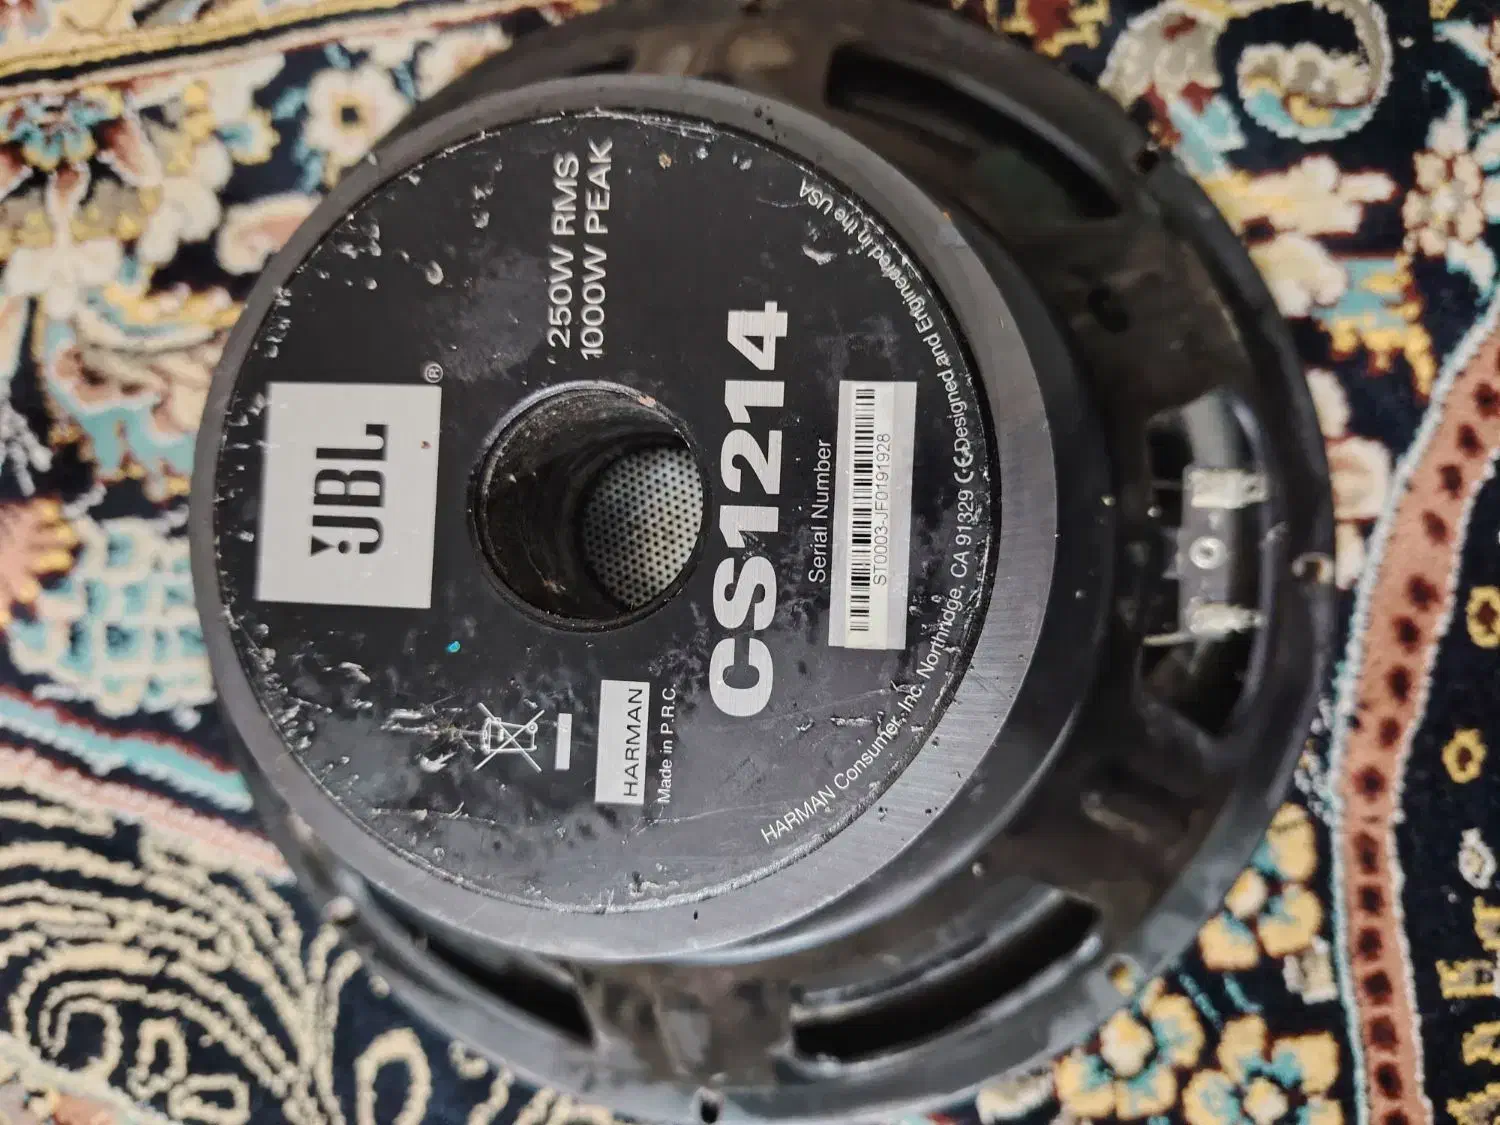 JBL®
250W RMS
1000W PEAK
CS1214
Serial Number
ST0003-JF0191928
HARMAN
Made in P.R.C.
HARMAN Consumer, Inc. Northridge, CA 91329 CE Designed and Engineered in the USA